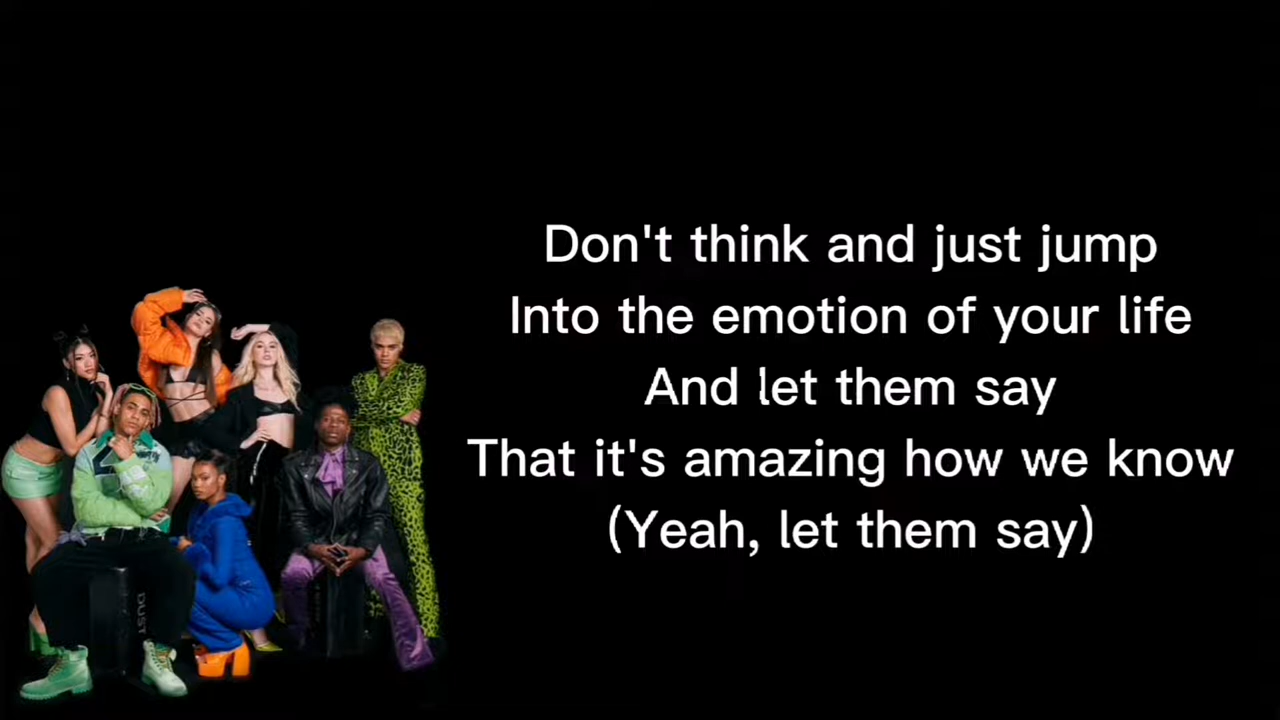 Don't think and just jump
Into the emotion of your life
And let them say
That it's amazing how we know
(Yeah, let them say)
DUST